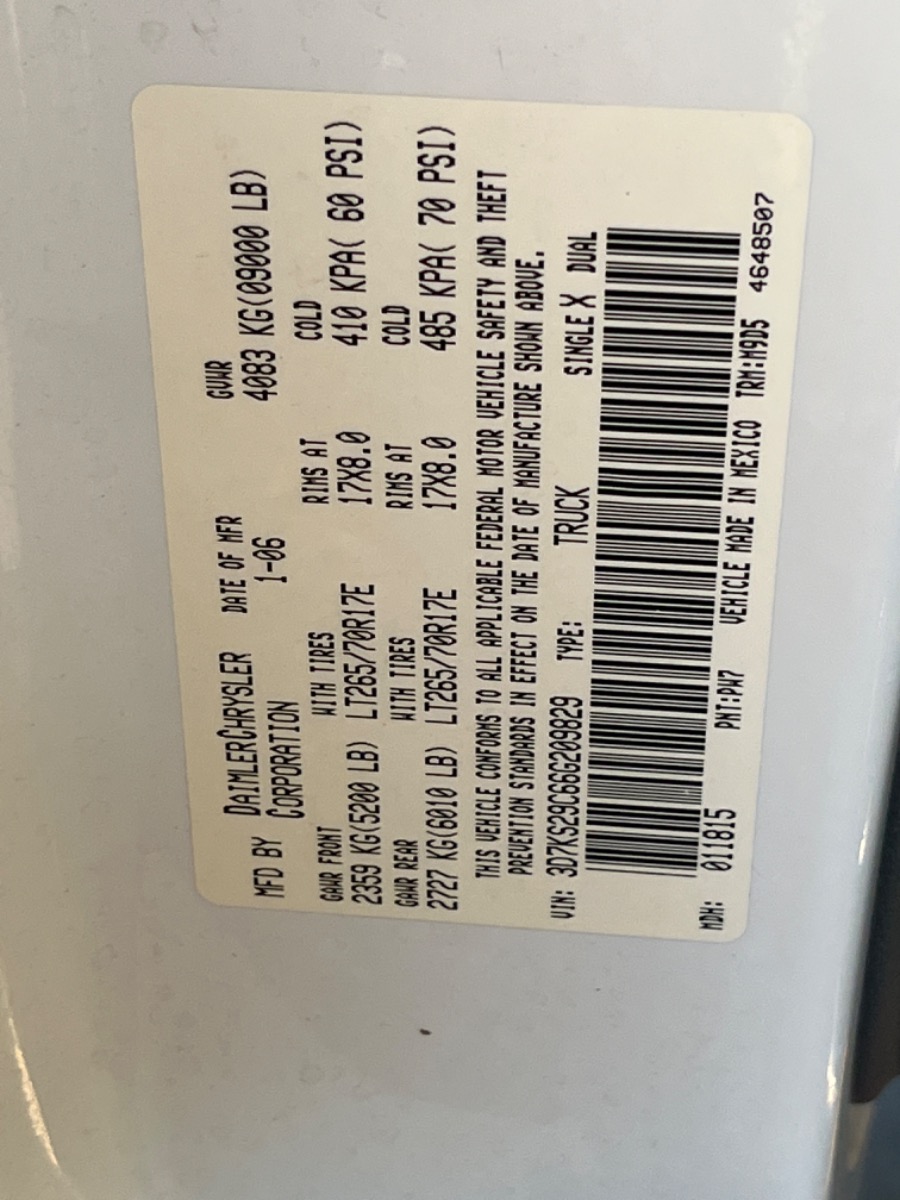 MFD BY DAIMLERCHRYSLER DATE OF MFR GVWR
CORPORATION 1-06 4083 KG(09000 LB)
GAWR FRONT WITH TIRES RIMS AT COLD
2359 KG(5200 LB) LT265/70R17E 17X8.0 410 KPA( 60 PSI)
GAWR REAR WITH TIRES RIMS AT COLD
2727 KG(6010 LB) LT265/70R17E 17X8.0 485 KPA( 70 PSI)
THIS VEHICLE CONFORMS TO ALL APPLICABLE FEDERAL MOTOR VEHICLE SAFETY AND THEFT
PREVENTION STANDARDS IN EFFECT ON THE DATE OF MANUFACTURE SHOWN ABOVE.
VIN: 3D7KS29C66G209829 TYPE: TRUCK SINGLE X DUAL
MDH: 011815 PNT:PW7 VEHICLE MADE IN MEXICO TRM:M9D5 4648507